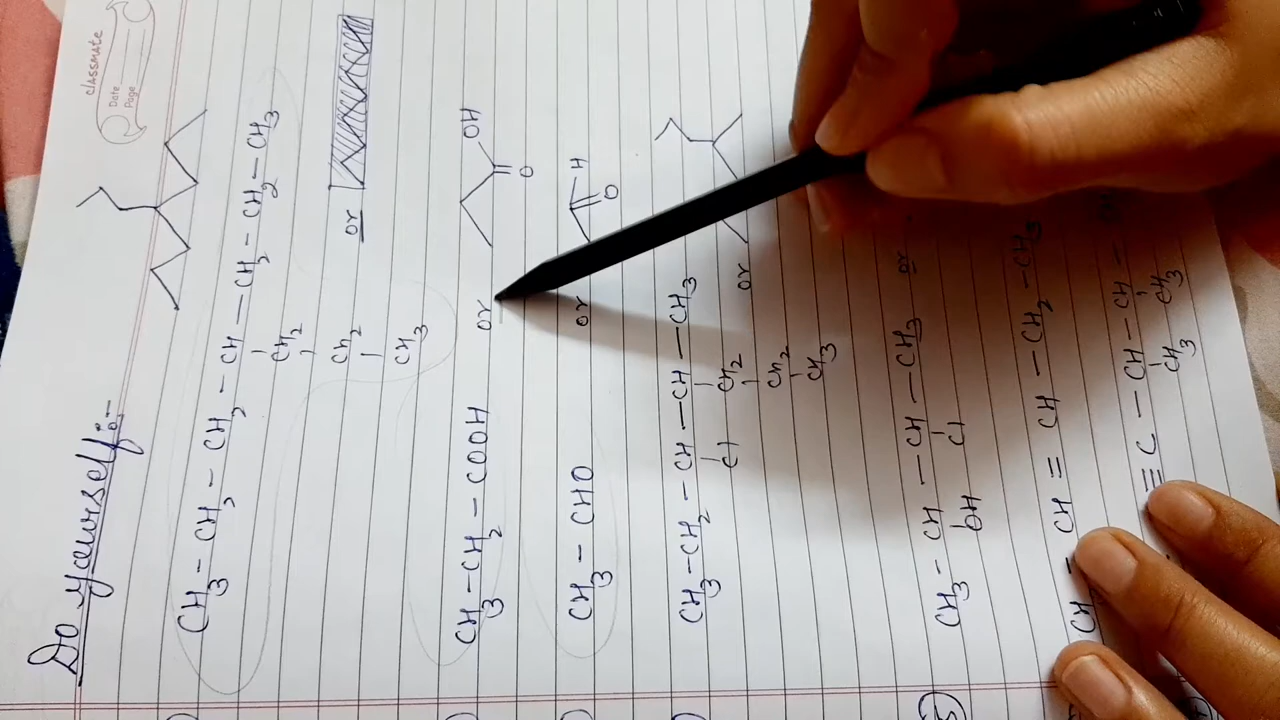 classmate
Date
Page
Do yourself:-
CH3 - CH2 - CH2 - CH - CH2 - CH2 - CH3
CH2
CH2 or
CH3
CH3 - CH2 - COOH or OH
O
CH3 - CHO or H
O
CH3 - CH2 - CH - CH - CH3
Cl CH2 or
CH2
CH3
CH3 - CH - CH - CH3 or
OH Cl
= CH - CH2 - CH3
≡ C - CH - CH -
CH3 CH3